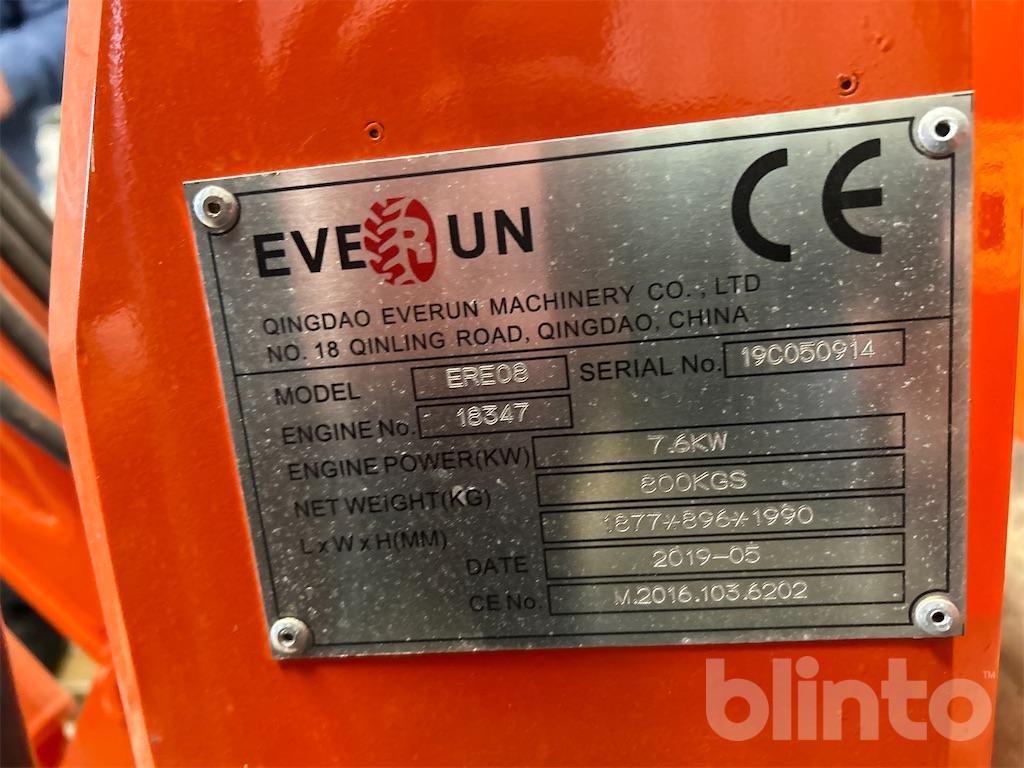 EVERUN CE
QINGDAO EVERUN MACHINERY CO., LTD
NO. 18 QINLING ROAD, QINGDAO, CHINA
MODEL ERE08 SERIAL No. 19C050914
ENGINE No. 18347
ENGINE POWER(KW) 7.6KW
NET WEIGHT(KG) 800KGS
L x W x H(MM) 1877*896*1990
DATE 2019-05
CE No. M.2016.103.6202
blinto™